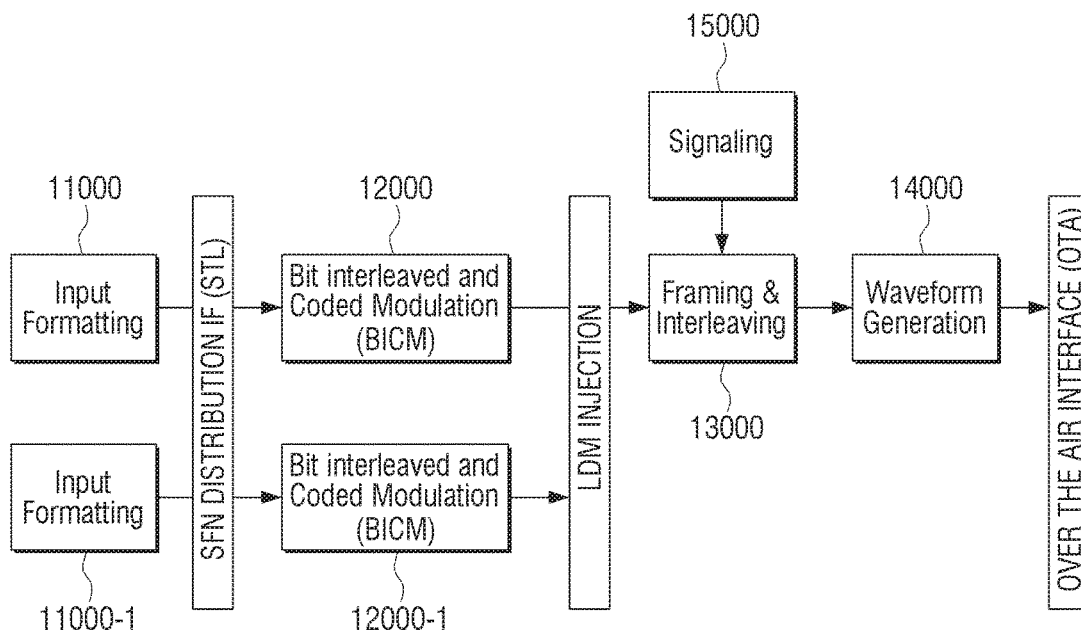 15000
Signaling
11000
12000
14000
Input
Formatting
SFN DISTRIBUTION IF (STL)
Bit interleaved and
Coded Modulation
(BICM)
LDM INJECTION
Framing &
Interleaving
Waveform
Generation
OVER THE AIR INTERFACE (OTA)
13000
Input
Formatting
Bit interleaved and
Coded Modulation
(BICM)
11000-1
12000-1